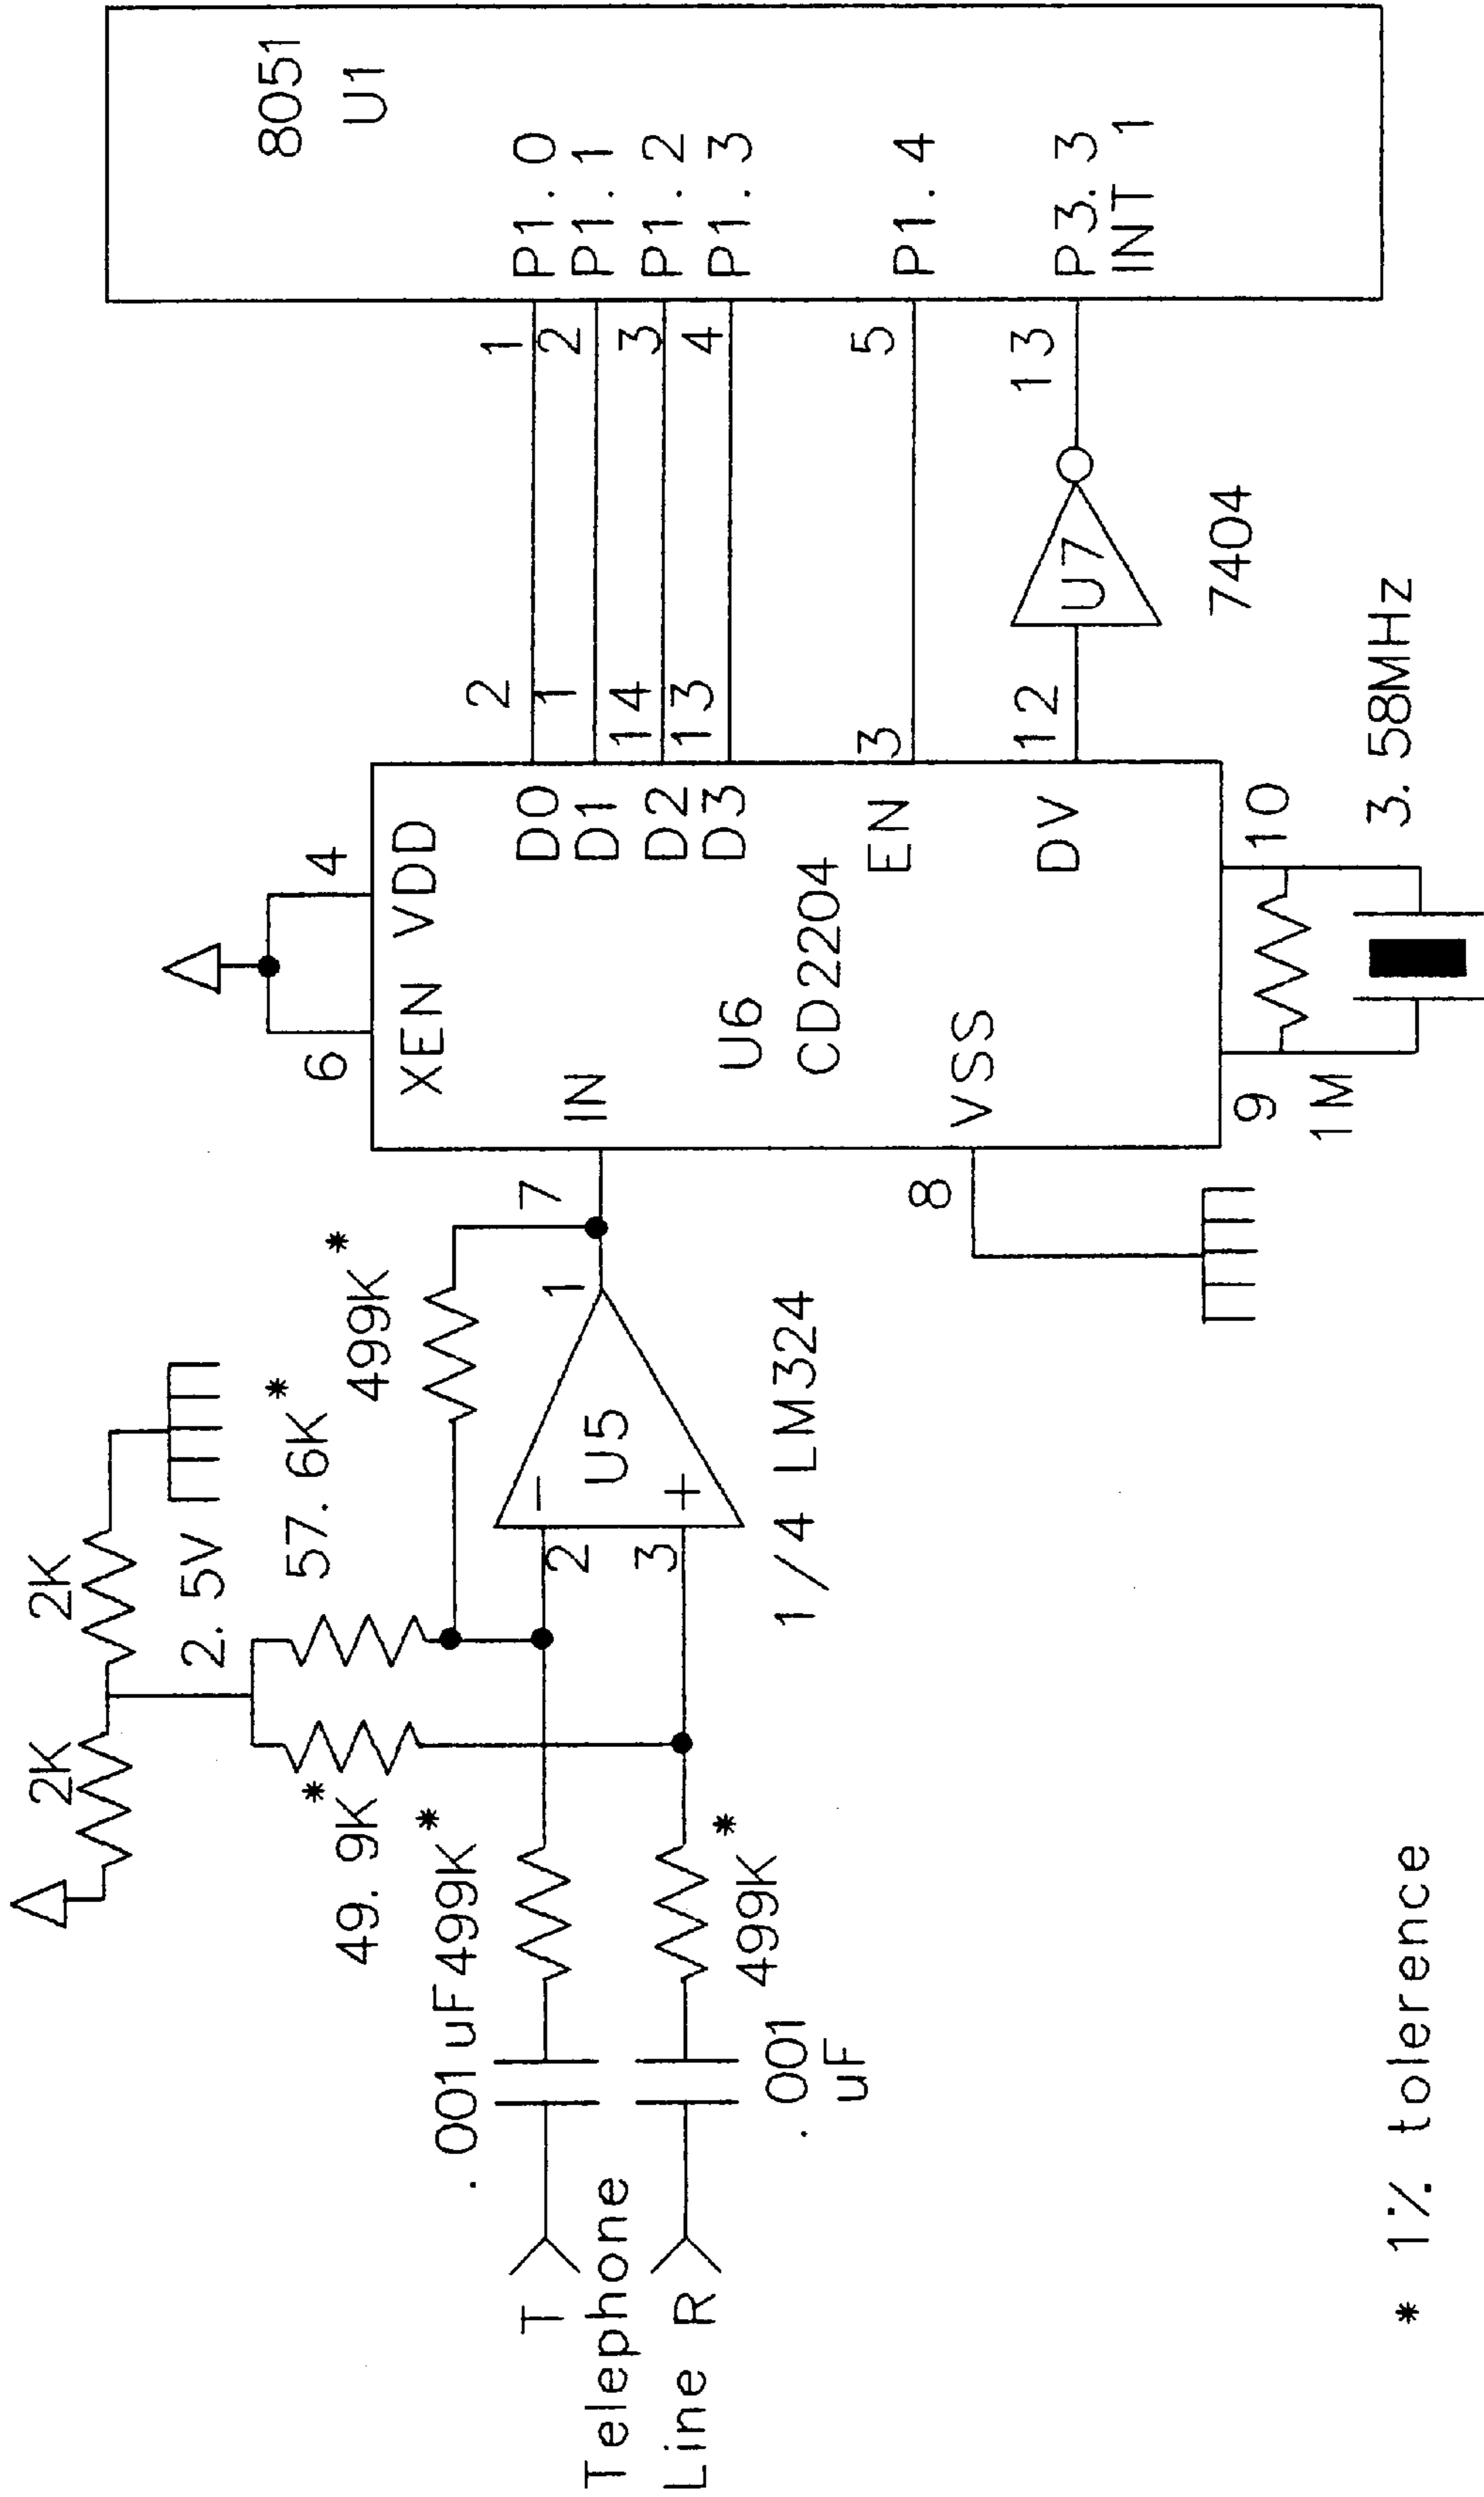 2K
2K
2.5V
49.9K*
57.6K*
499K*
.001uF
499K*
T
Telephone
Line R
.001
uF
499K*
2
3
-
+
U5
1
1/4 LM324
7
6
4
XEN VDD
IN
U6
CD2204
VSS
8
D0
D1
D2
D3
EN
DV
2
1
14
13
3
12
9
10
1M
3.58MHz
U7
7404
1
2
3
4
5
13
8051
U1
P1.0
P1.1
P1.2
P1.3
P1.4
P3.3
INT 1
* 1% tolerence